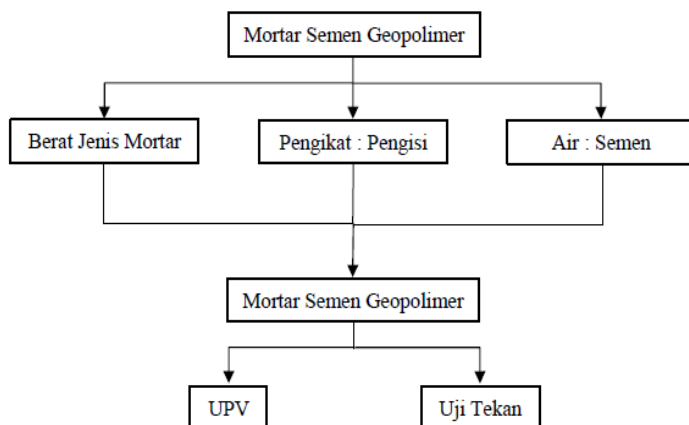 Mortar Semen Geopolimer
Berat Jenis Mortar
Pengikat : Pengisi
Air : Semen
Mortar Semen Geopolimer
UPV
Uji Tekan